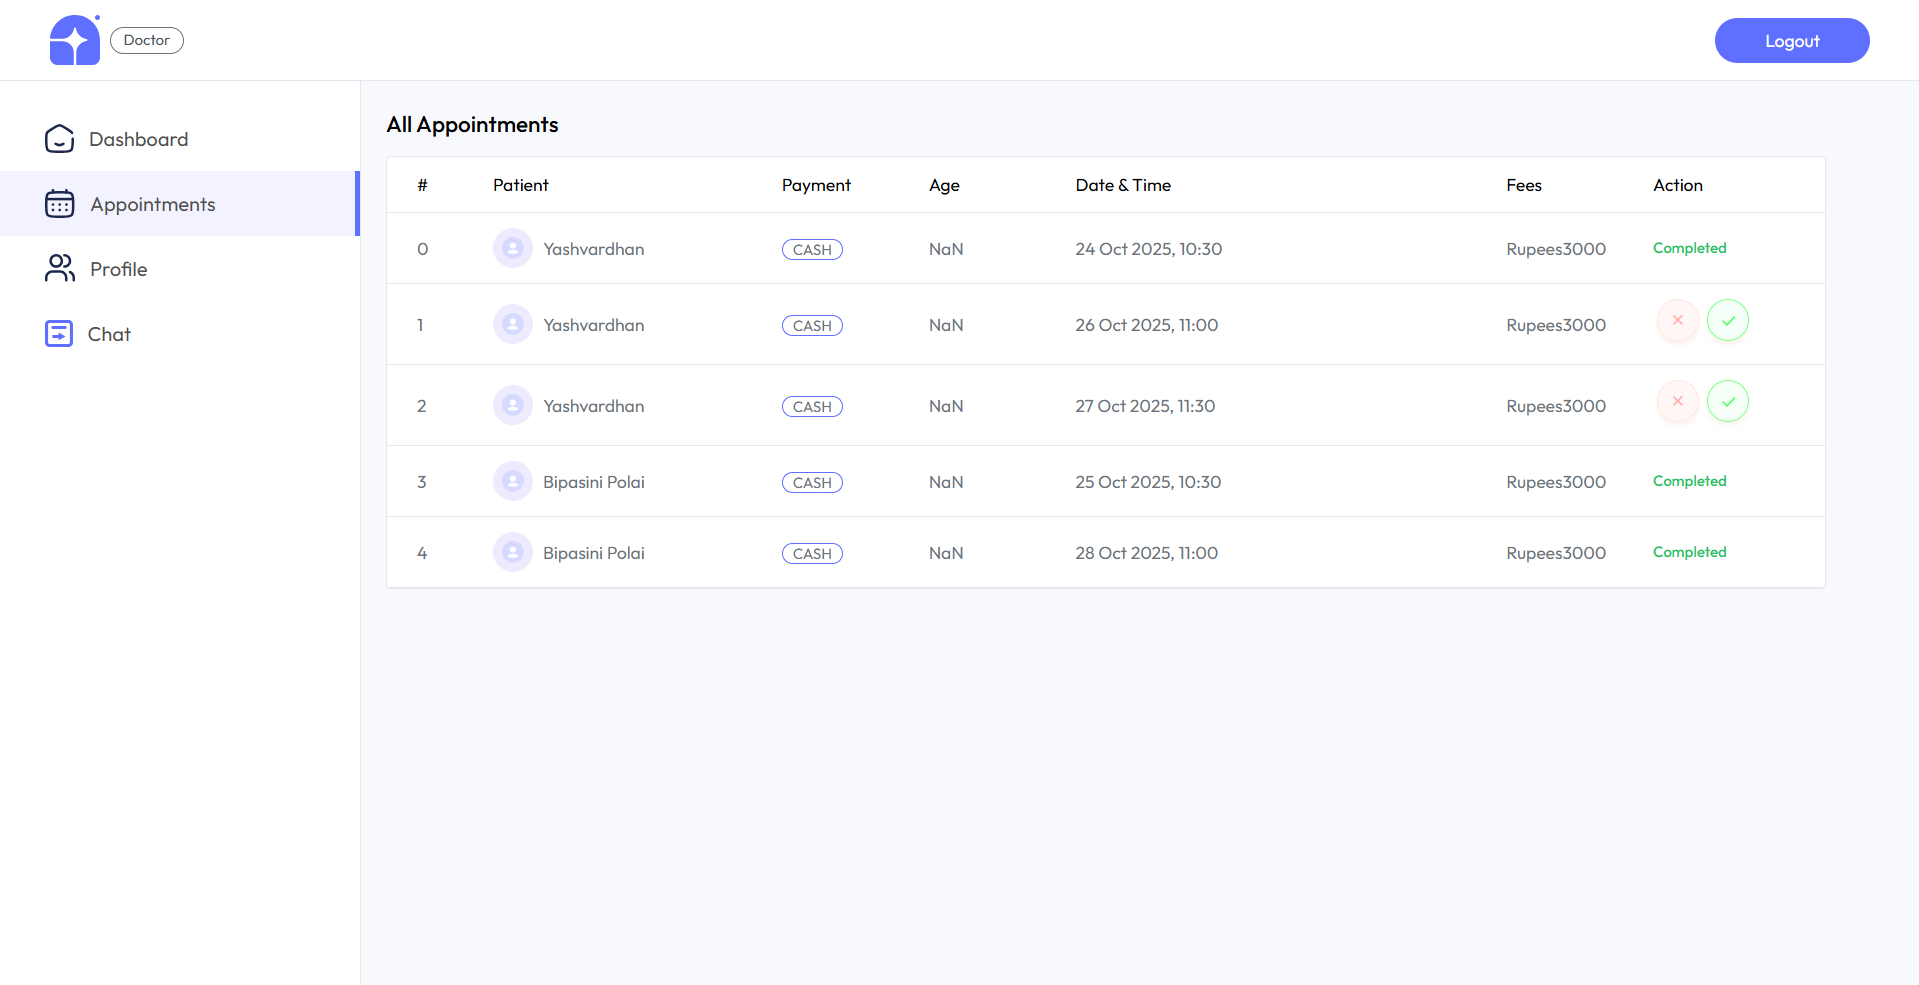 Doctor
Logout
Dashboard
Appointments
Profile
Chat
All Appointments
# Patient Payment Age Date & Time Fees Action
0 Yashvardhan CASH NaN 24 Oct 2025, 10:30 Rupees3000 Completed
1 Yashvardhan CASH NaN 26 Oct 2025, 11:00 Rupees3000
2 Yashvardhan CASH NaN 27 Oct 2025, 11:30 Rupees3000
3 Bipasini Polai CASH NaN 25 Oct 2025, 10:30 Rupees3000 Completed
4 Bipasini Polai CASH NaN 28 Oct 2025, 11:00 Rupees3000 Completed